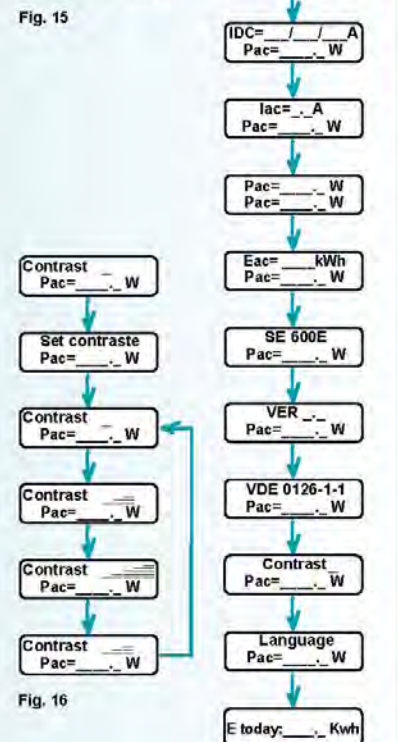 Fig. 15
IDC=___/___/___A
Pac=____._ W
Iac=_._A
Pac=____._ W
Pac=____._ W
Pac=____._ W
Eac=____kWh
Pac=____._ W
SE 600E
Pac=____._ W
VER _._
Pac=____._ W
VDE 0126-1-1
Pac=____._ W
Contrast_
Pac=____._ W
Language
Pac=____._ W
E today:____._ Kwh
Contrast _
Pac=____._ W
Set contraste
Pac=____._ W
Contrast _
Pac=____._ W
Contrast
Pac=____._ W
Contrast
Pac=____._ W
Contrast
Pac=____._ W
Fig. 16